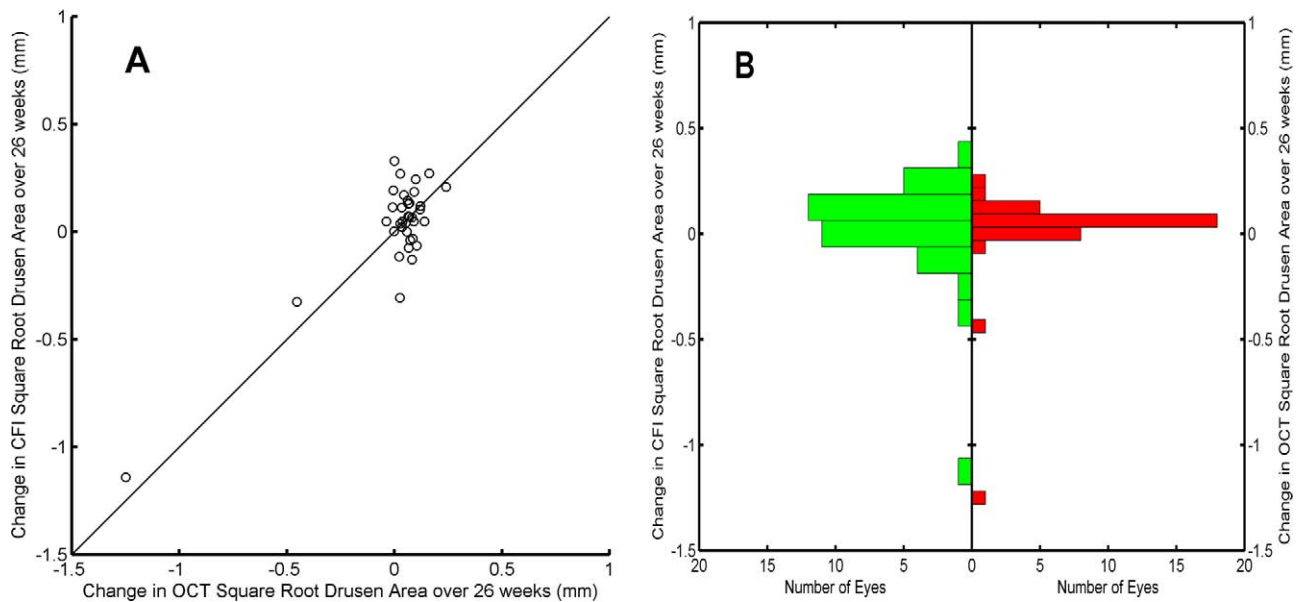 A
Change in CFI Square Root Drusen Area over 26 weeks (mm)
1
0.5
0
-0.5
-1
-1.5
-1.5 -1 -0.5 0 0.5 1
Change in OCT Square Root Drusen Area over 26 weeks (mm)
B
Change in CFI Square Root Drusen Area over 26 weeks (mm)
1
0.5
0
-0.5
-1
-1.5
20 15 10 5 0 5 10 15 20
Number of Eyes Number of Eyes
1
0.5
0
-0.5
-1
-1.5
Change in OCT Square Root Drusen Area over 26 weeks (mm)